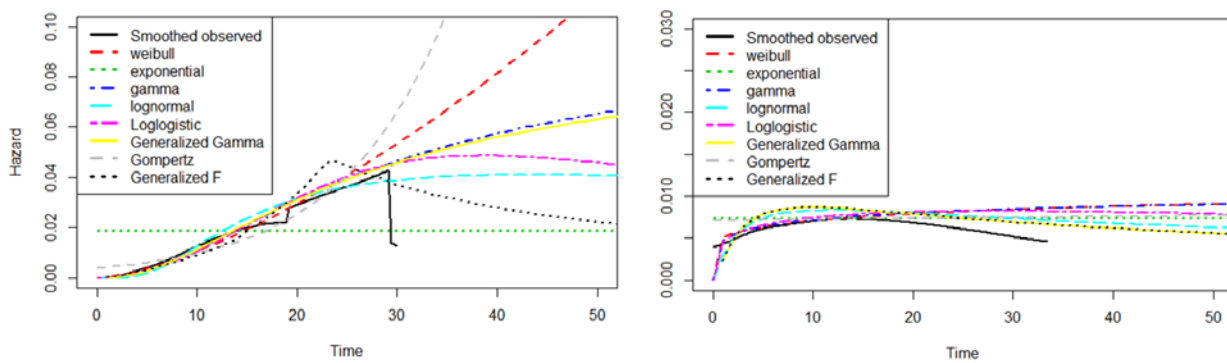 0.10
0.08
0.06
0.04
0.02
0.00
Hazard
Smoothed observed
weibull
exponential
gamma
lognormal
Loglogistic
Generalized Gamma
Gompertz
Generalized F
0 10 20 30 40 50
Time
0.030
0.020
0.010
0.000
Smoothed observed
weibull
exponential
gamma
lognormal
Loglogistic
Generalized Gamma
Gompertz
Generalized F
0 10 20 30 40 50
Time